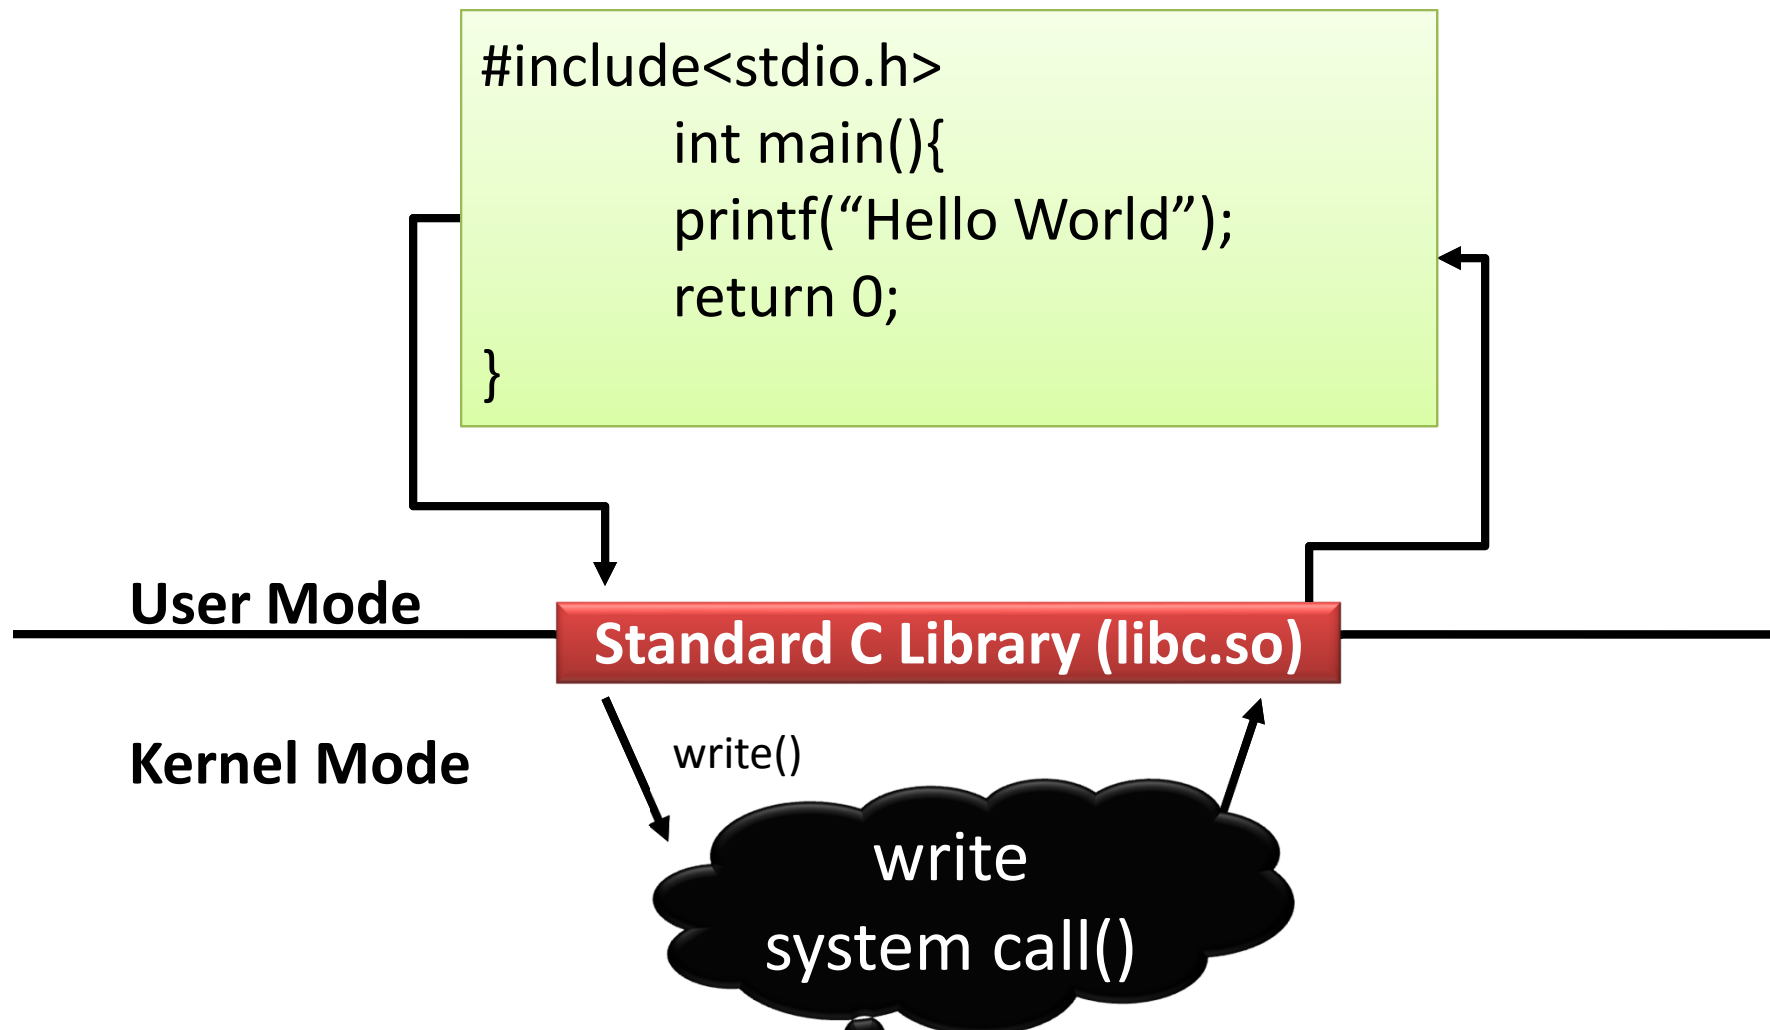 #include<stdio.h>
int main(){
printf(“Hello World”);
return 0;
}
User Mode
Standard C Library (libc.so)
Kernel Mode
write()
write
system call()